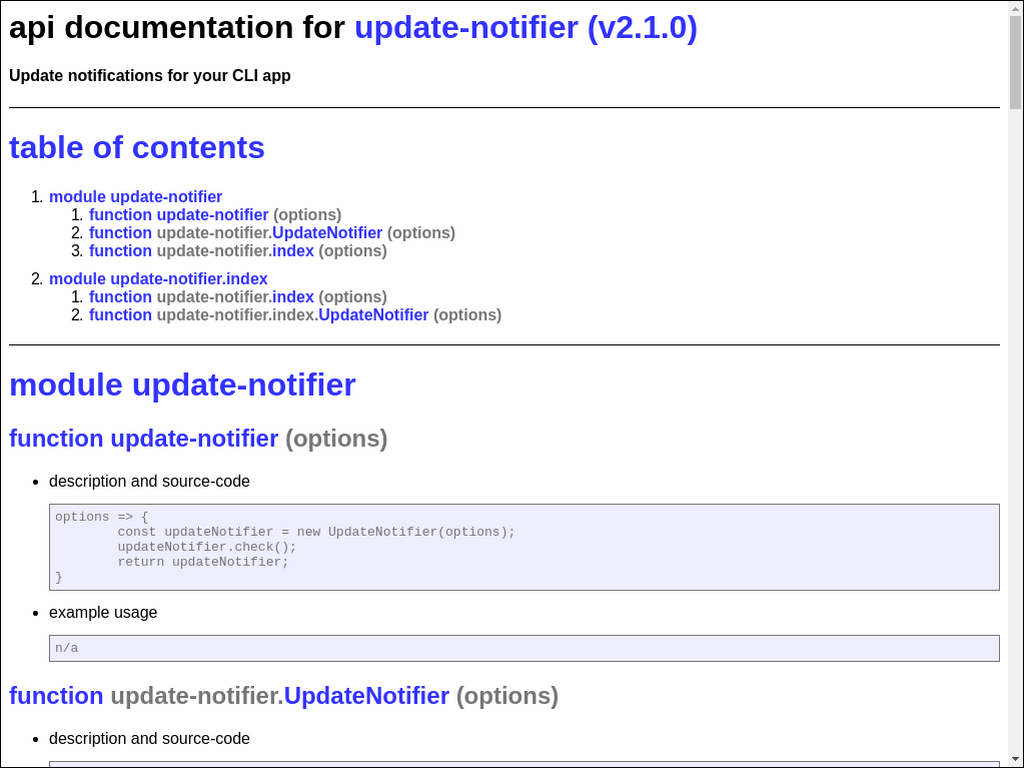 api documentation for update-notifier (v2.1.0)
Update notifications for your CLI app
table of contents
1. module update-notifier
1. function update-notifier (options)
2. function update-notifier.UpdateNotifier (options)
3. function update-notifier.index (options)
2. module update-notifier.index
1. function update-notifier.index (options)
2. function update-notifier.index.UpdateNotifier (options)
module update-notifier
function update-notifier (options)
• description and source-code
options => {
        const updateNotifier = new UpdateNotifier(options);
        updateNotifier.check();
        return updateNotifier;
}
• example usage
n/a
function update-notifier.UpdateNotifier (options)
• description and source-code